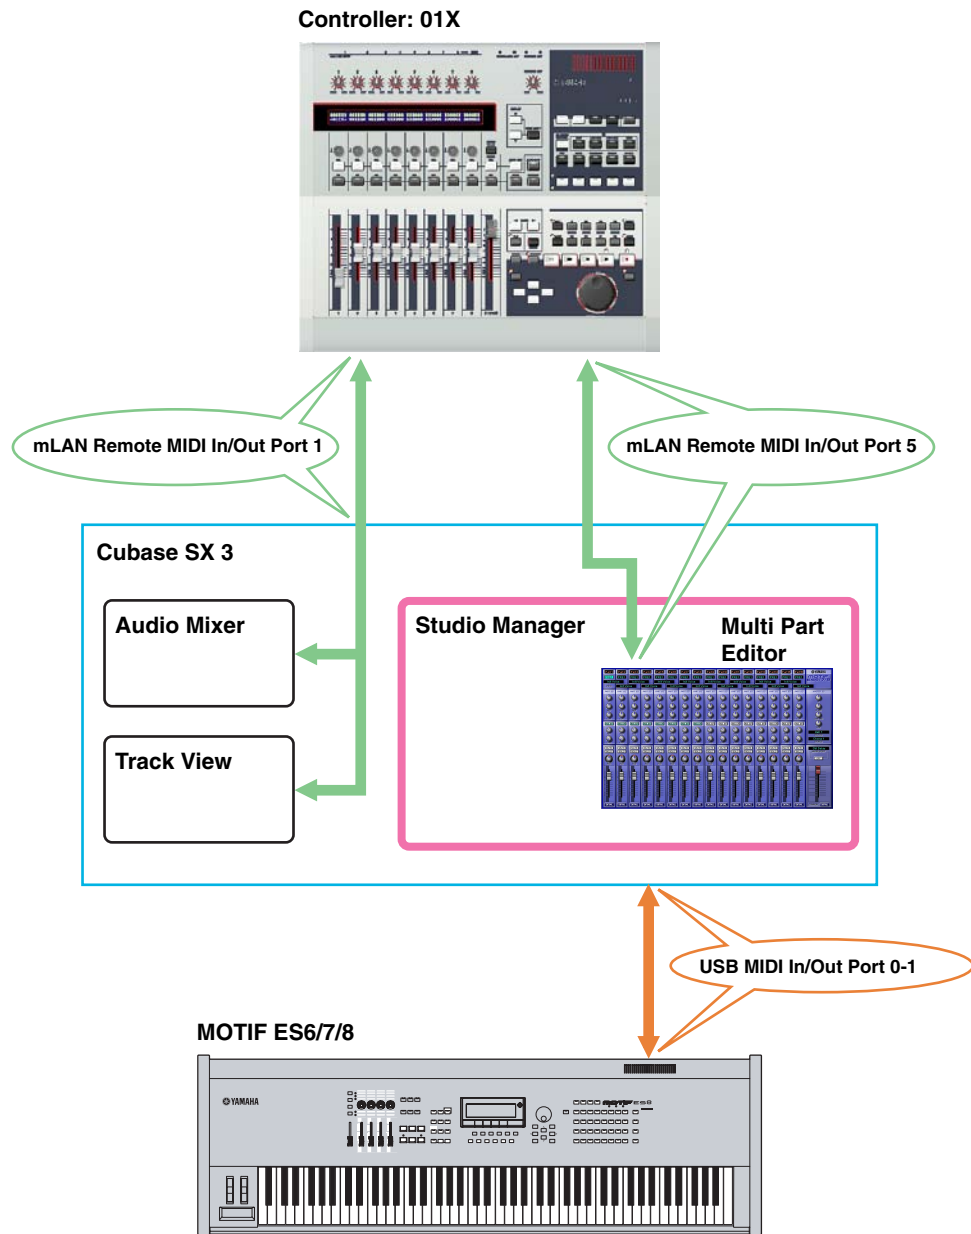 Controller: 01X
mLAN Remote MIDI In/Out Port 1
mLAN Remote MIDI In/Out Port 5
Cubase SX 3
Audio Mixer
Studio Manager
Multi Part
Editor
Track View
USB MIDI In/Out Port 0-1
MOTIF ES6/7/8
YAMAHA